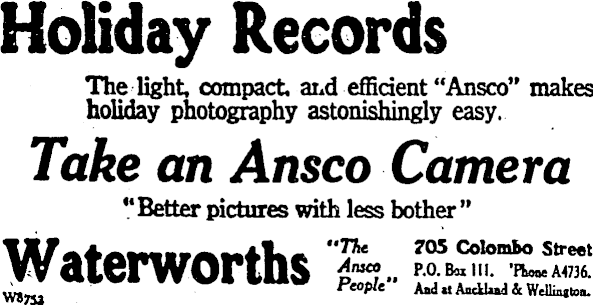 Holiday Records
The light, compact, and efficient "Ansco" makes
holiday photography astonishingly easy.
Take an Ansco Camera
"Better pictures with less bother"
Waterworths
"The
Ansco
People"
705 Colombo Street
P.O. Box 111. 'Phone A4736.
And at Auckland & Wellington.
W8753